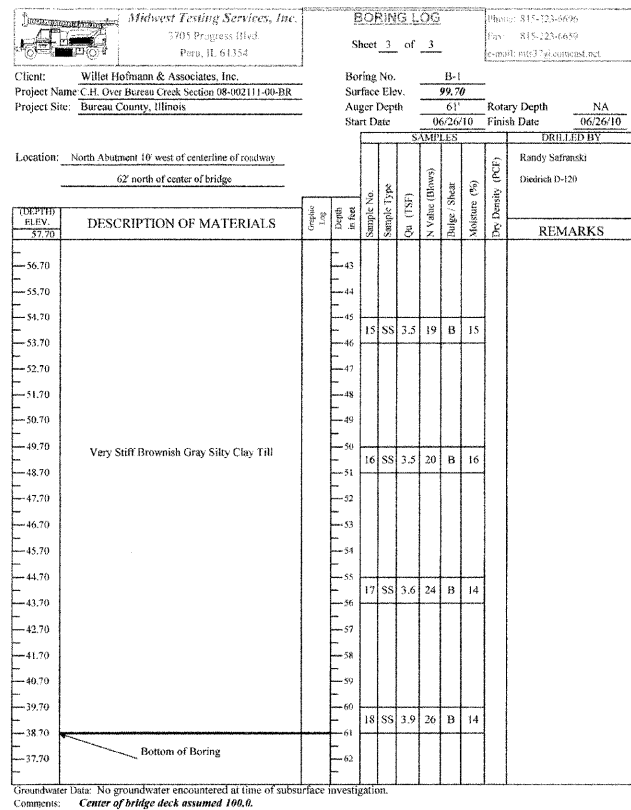 Midwest Testing Services, Inc.
3705 Progress Blvd.
Peru, IL 61354
BORING LOG
Sheet 3 of 3
Phone: 815-223-6696
Fax: 815-223-6659
Client: Willet Hofmann & Associates, Inc.
Project Name: C.H. Over Bureau Creek Section 08-002111-00-BR
Project Site: Bureau County, Illinois
Boring No. B-1
Surface Elev. 99.70
Auger Depth 61' Rotary Depth NA
Start Date 06/26/10 Finish Date 06/26/10
SAMPLES DRILLED BY
Location: North Abutment 10' west of centerline of roadway
62' north of center of bridge
Randy Safranski
Diedrich D-120
(DEPTH) ELEV. 57.70
DESCRIPTION OF MATERIALS
Graphic Log
Depth in feet
Sample No.
Sample Type
Qu (TSF)
N Value (Blows)
Bulge / Shear
Moisture (%)
Dry Density (PCF)
REMARKS
56.70 43
55.70 44
54.70 45
15 SS 3.5 19 B 15
53.70 46
52.70 47
51.70 48
50.70 49
49.70 50
Very Stiff Brownish Gray Silty Clay Till
16 SS 3.5 20 B 16
48.70 51
47.70 52
46.70 53
45.70 54
44.70 55
17 SS 3.6 24 B 14
43.70 56
42.70 57
41.70 58
40.70 59
39.70 60
18 SS 3.9 26 B 14
38.70 61
Bottom of Boring
37.70 62
Groundwater Data: No groundwater encountered at time of subsurface investigation.
Comments: Center of bridge deck assumed 100.0.